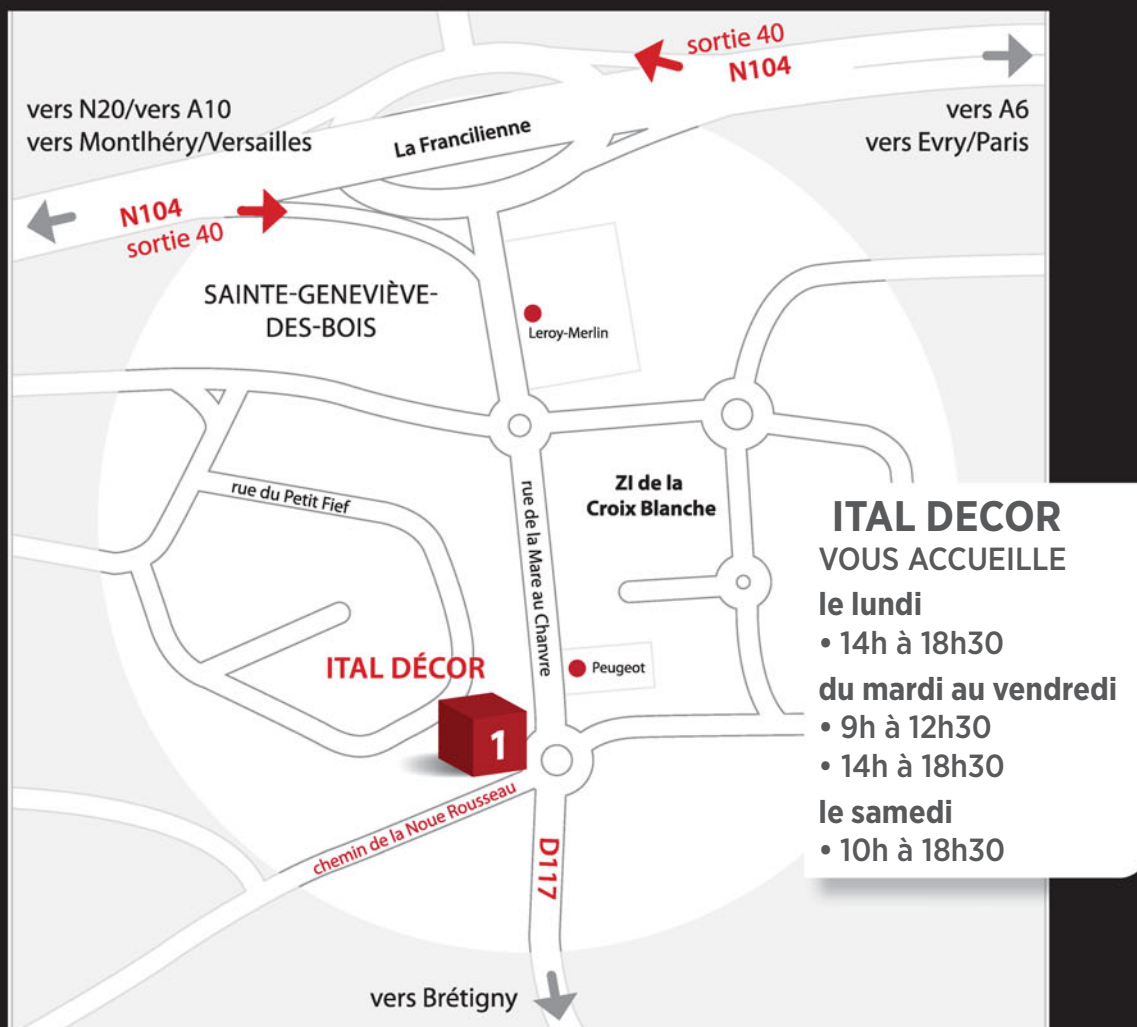 sortie 40
N104
vers N20/vers A10
vers Montlhéry/Versailles
La Francilienne
vers A6
vers Evry/Paris
N104
sortie 40
SAINTE-GENEVIÈVE-
DES-BOIS
Leroy-Merlin
rue du Petit Fief
rue de la Mare au Chanvre
ZI de la
Croix Blanche
ITAL DÉCOR
1
Peugeot
chemin de la Noue Rousseau
D117
vers Brétigny
ITAL DECOR
VOUS ACCUEILLE
le lundi
• 14h à 18h30
du mardi au vendredi
• 9h à 12h30
• 14h à 18h30
le samedi
• 10h à 18h30